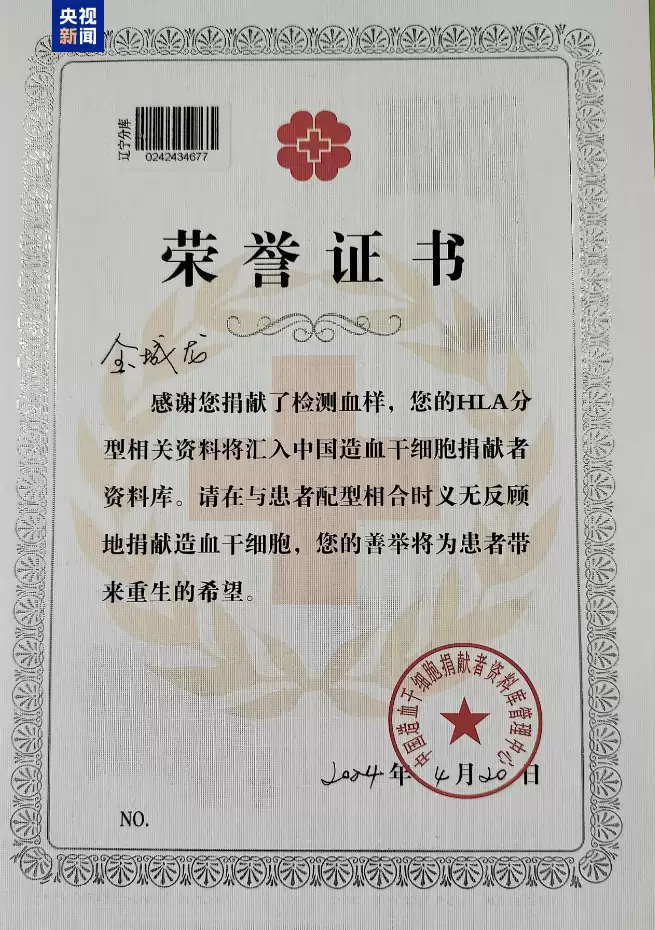 央视
新闻
辽宁分库
0242434677
荣誉证书
金城龙
感谢您捐献了检测血样，您的HLA分
型相关资料将汇入中国造血干细胞捐献者
资料库。请在与患者配型相合时义无反顾
地捐献造血干细胞，您的善举将为患者带
来重生的希望。
中国造血干细胞捐献者资料库管理中心
2024年4月20日
NO.